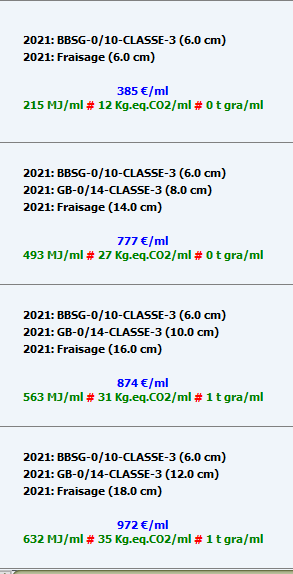 2021: BBSG-0/10-CLASSE-3 (6.0 cm)
2021: Fraisage (6.0 cm)
385 €/ml
215 MJ/ml # 12 Kg.eq.CO2/ml # 0 t gra/ml
2021: BBSG-0/10-CLASSE-3 (6.0 cm)
2021: GB-0/14-CLASSE-3 (8.0 cm)
2021: Fraisage (14.0 cm)
777 €/ml
493 MJ/ml # 27 Kg.eq.CO2/ml # 0 t gra/ml
2021: BBSG-0/10-CLASSE-3 (6.0 cm)
2021: GB-0/14-CLASSE-3 (10.0 cm)
2021: Fraisage (16.0 cm)
874 €/ml
563 MJ/ml # 31 Kg.eq.CO2/ml # 1 t gra/ml
2021: BBSG-0/10-CLASSE-3 (6.0 cm)
2021: GB-0/14-CLASSE-3 (12.0 cm)
2021: Fraisage (18.0 cm)
972 €/ml
632 MJ/ml # 35 Kg.eq.CO2/ml # 1 t gra/ml